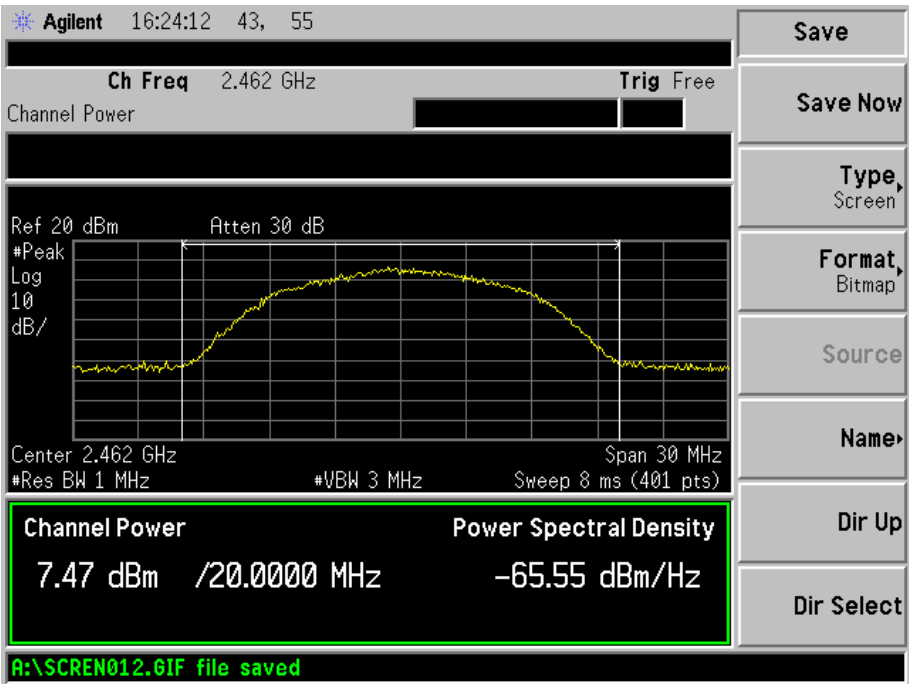 Agilent 16:24:12 43, 55
Save
Ch Freq 2.462 GHz
Trig Free
Channel Power
Save Now
Type
Screen
Ref 20 dBm
Atten 30 dB
#Peak
Log
10
dB/
Format
Bitmap
Source
Center 2.462 GHz
Span 30 MHz
#Res BW 1 MHz
#VBW 3 MHz
Sweep 8 ms (401 pts)
Name
Channel Power
Power Spectral Density
7.47 dBm /20.0000 MHz
-65.55 dBm/Hz
Dir Up
Dir Select
A:\SCREN012.GIF file saved